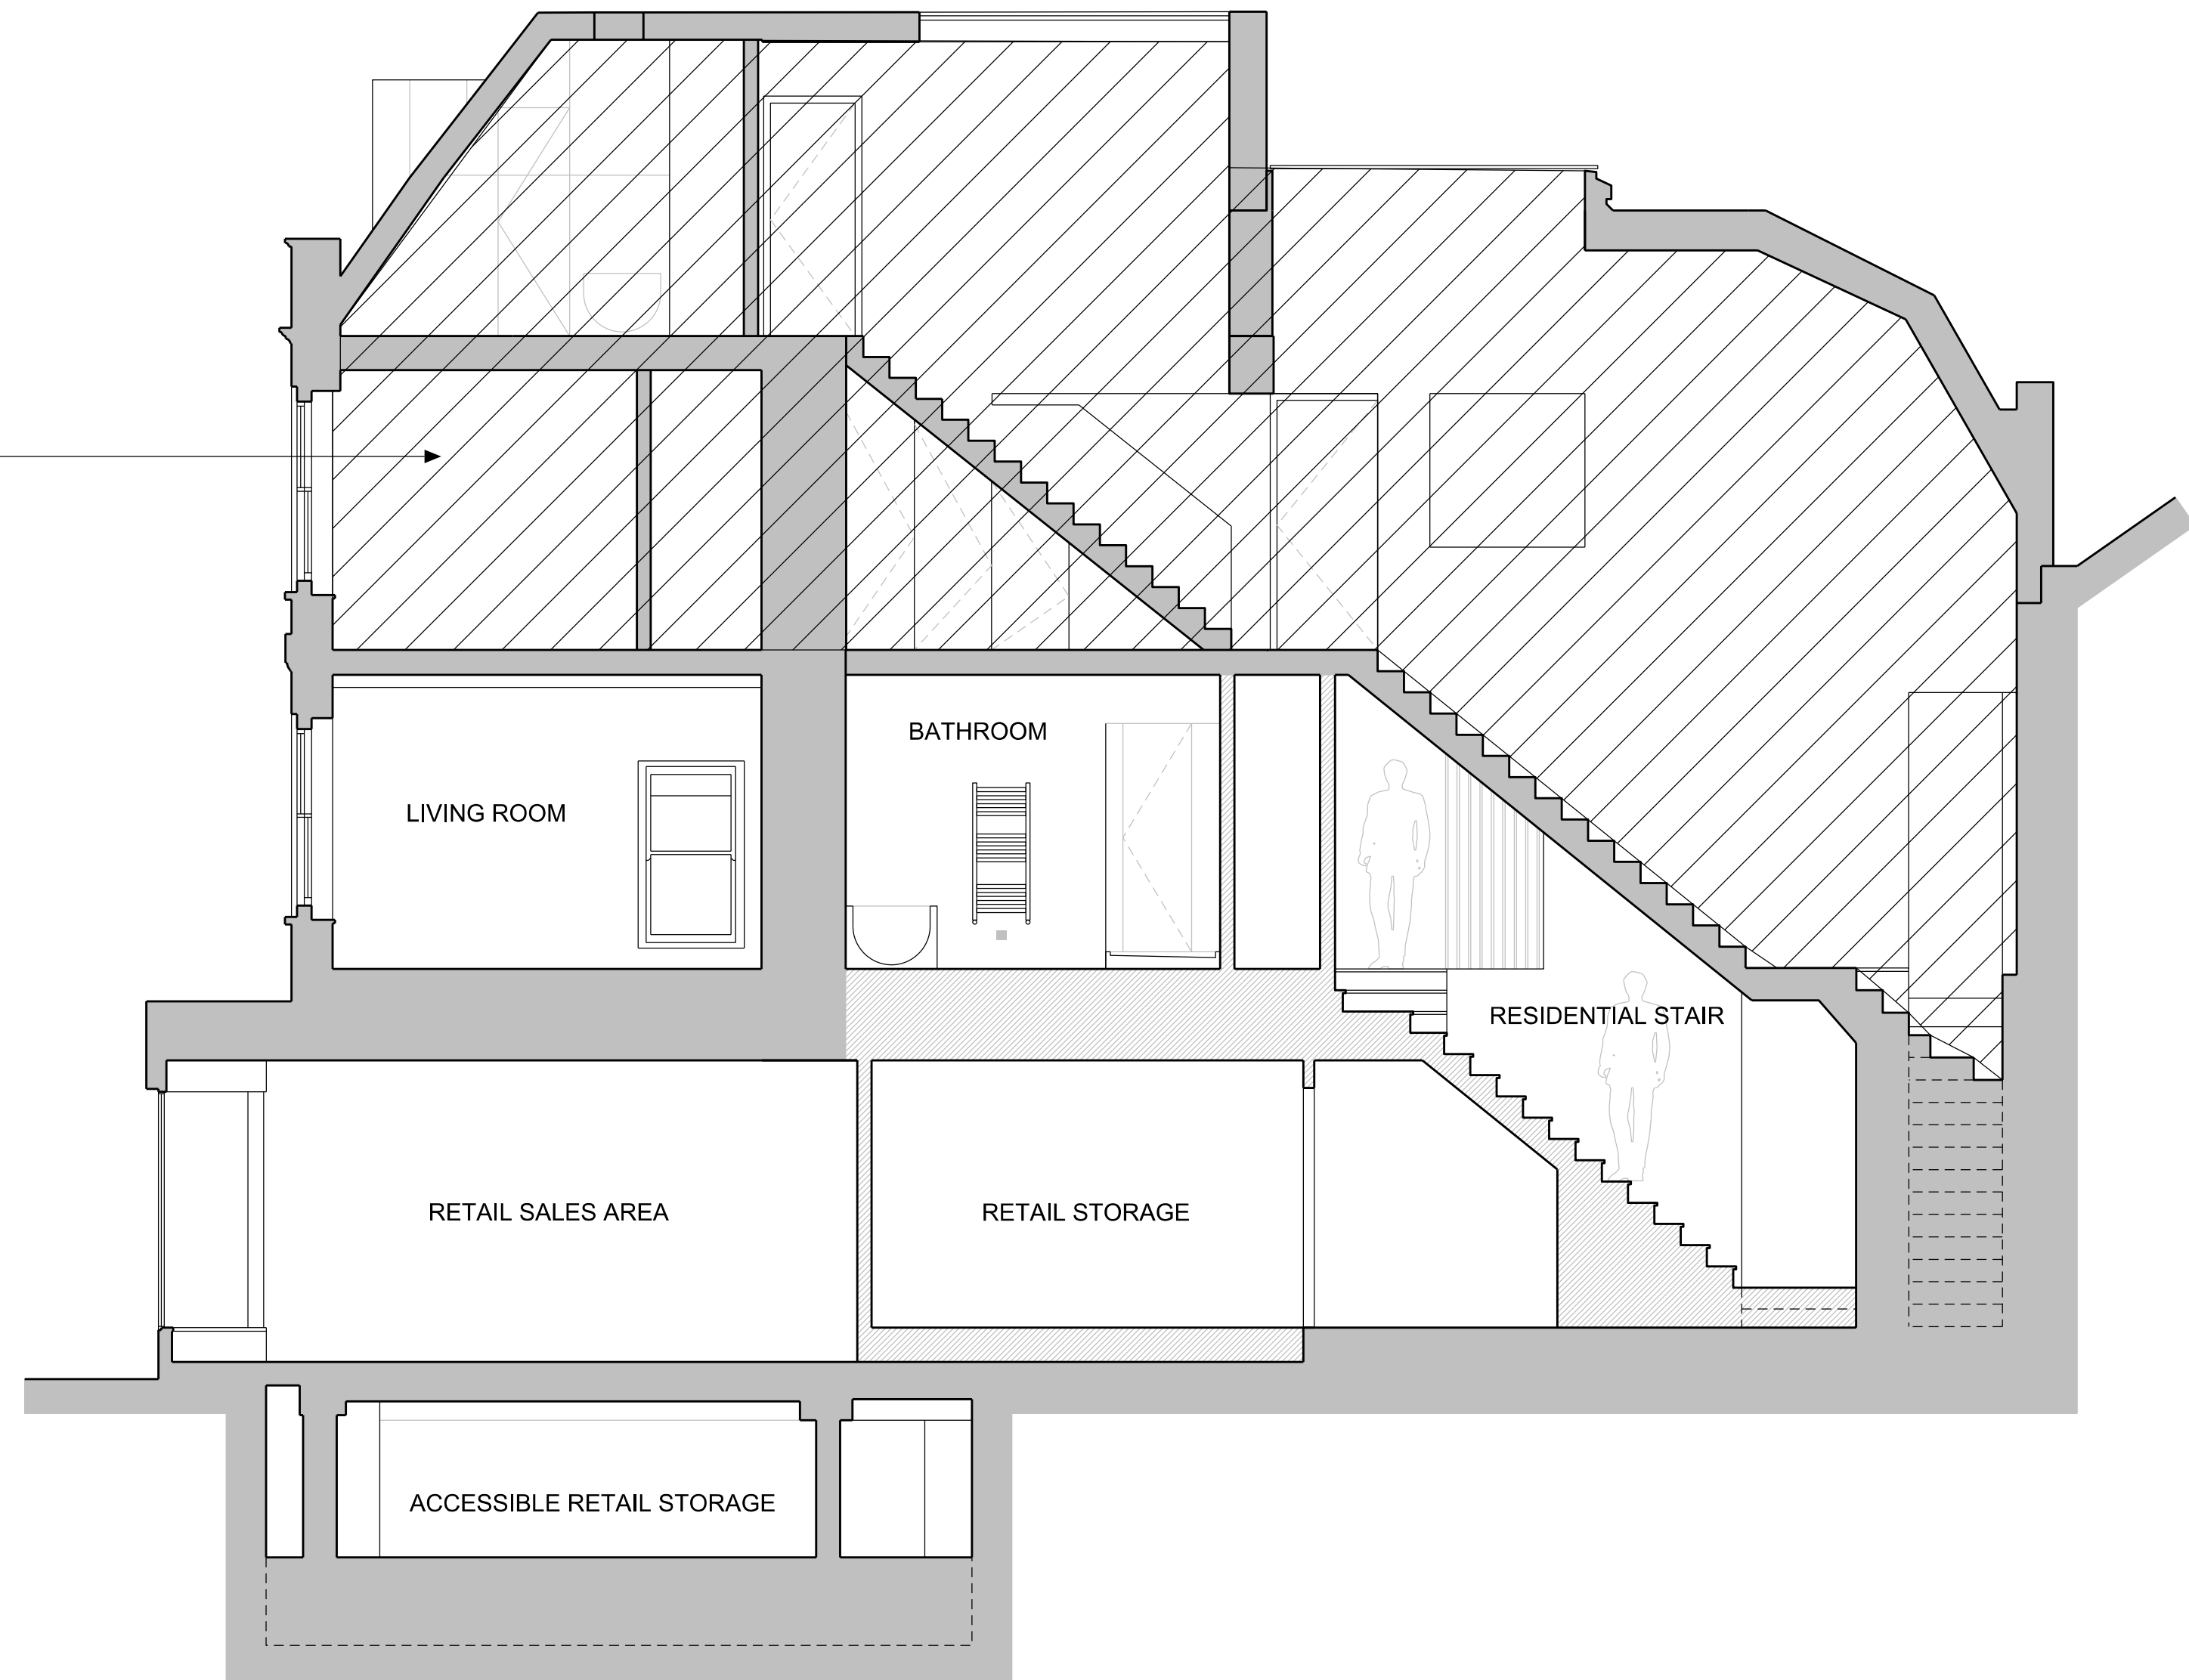 BATHROOM
LIVING ROOM
RESIDENTIAL STAIR
RETAIL SALES AREA
RETAIL STORAGE
ACCESSIBLE RETAIL STORAGE